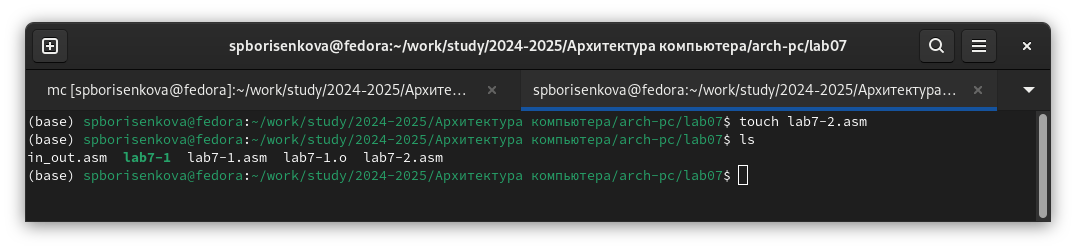 spborisenkova@fedora:~/work/study/2024-2025/Архитектура компьютера/arch-pc/lab07
mc [spborisenkova@fedora]:~/work/study/2024-2025/Архите...
spborisenkova@fedora:~/work/study/2024-2025/Архитектура...
(base) spborisenkova@fedora:~/work/study/2024-2025/Архитектура компьютера/arch-pc/lab07$ touch lab7-2.asm
(base) spborisenkova@fedora:~/work/study/2024-2025/Архитектура компьютера/arch-pc/lab07$ ls
in_out.asm  lab7-1  lab7-1.asm  lab7-1.o  lab7-2.asm
(base) spborisenkova@fedora:~/work/study/2024-2025/Архитектура компьютера/arch-pc/lab07$